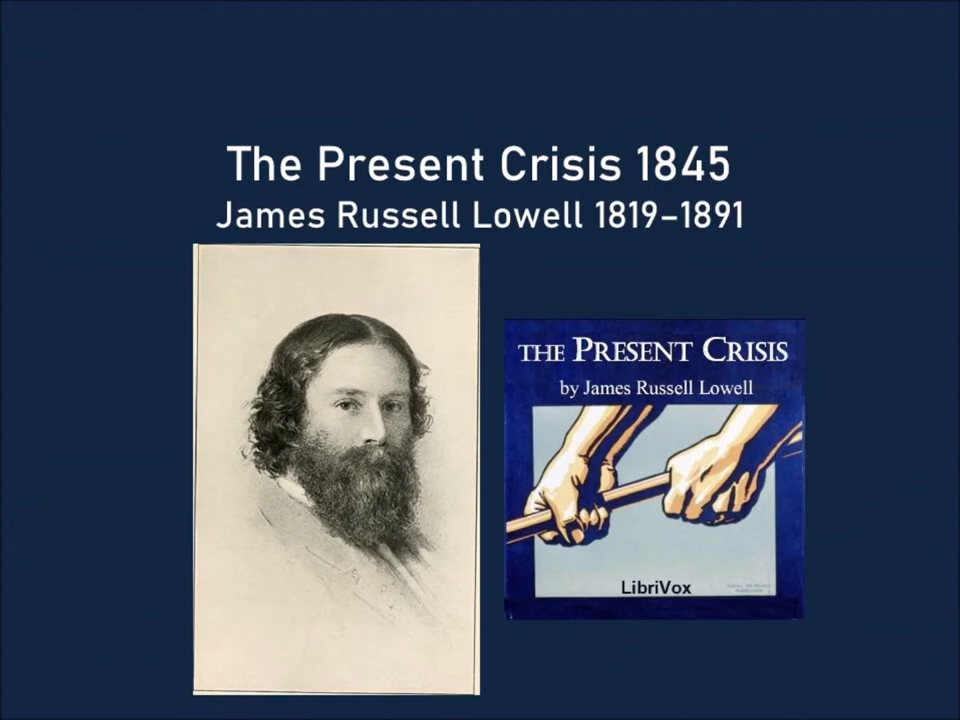 The Present Crisis 1845
James Russell Lowell 1819–1891
THE PRESENT CRISIS
by James Russell Lowell
LibriVox